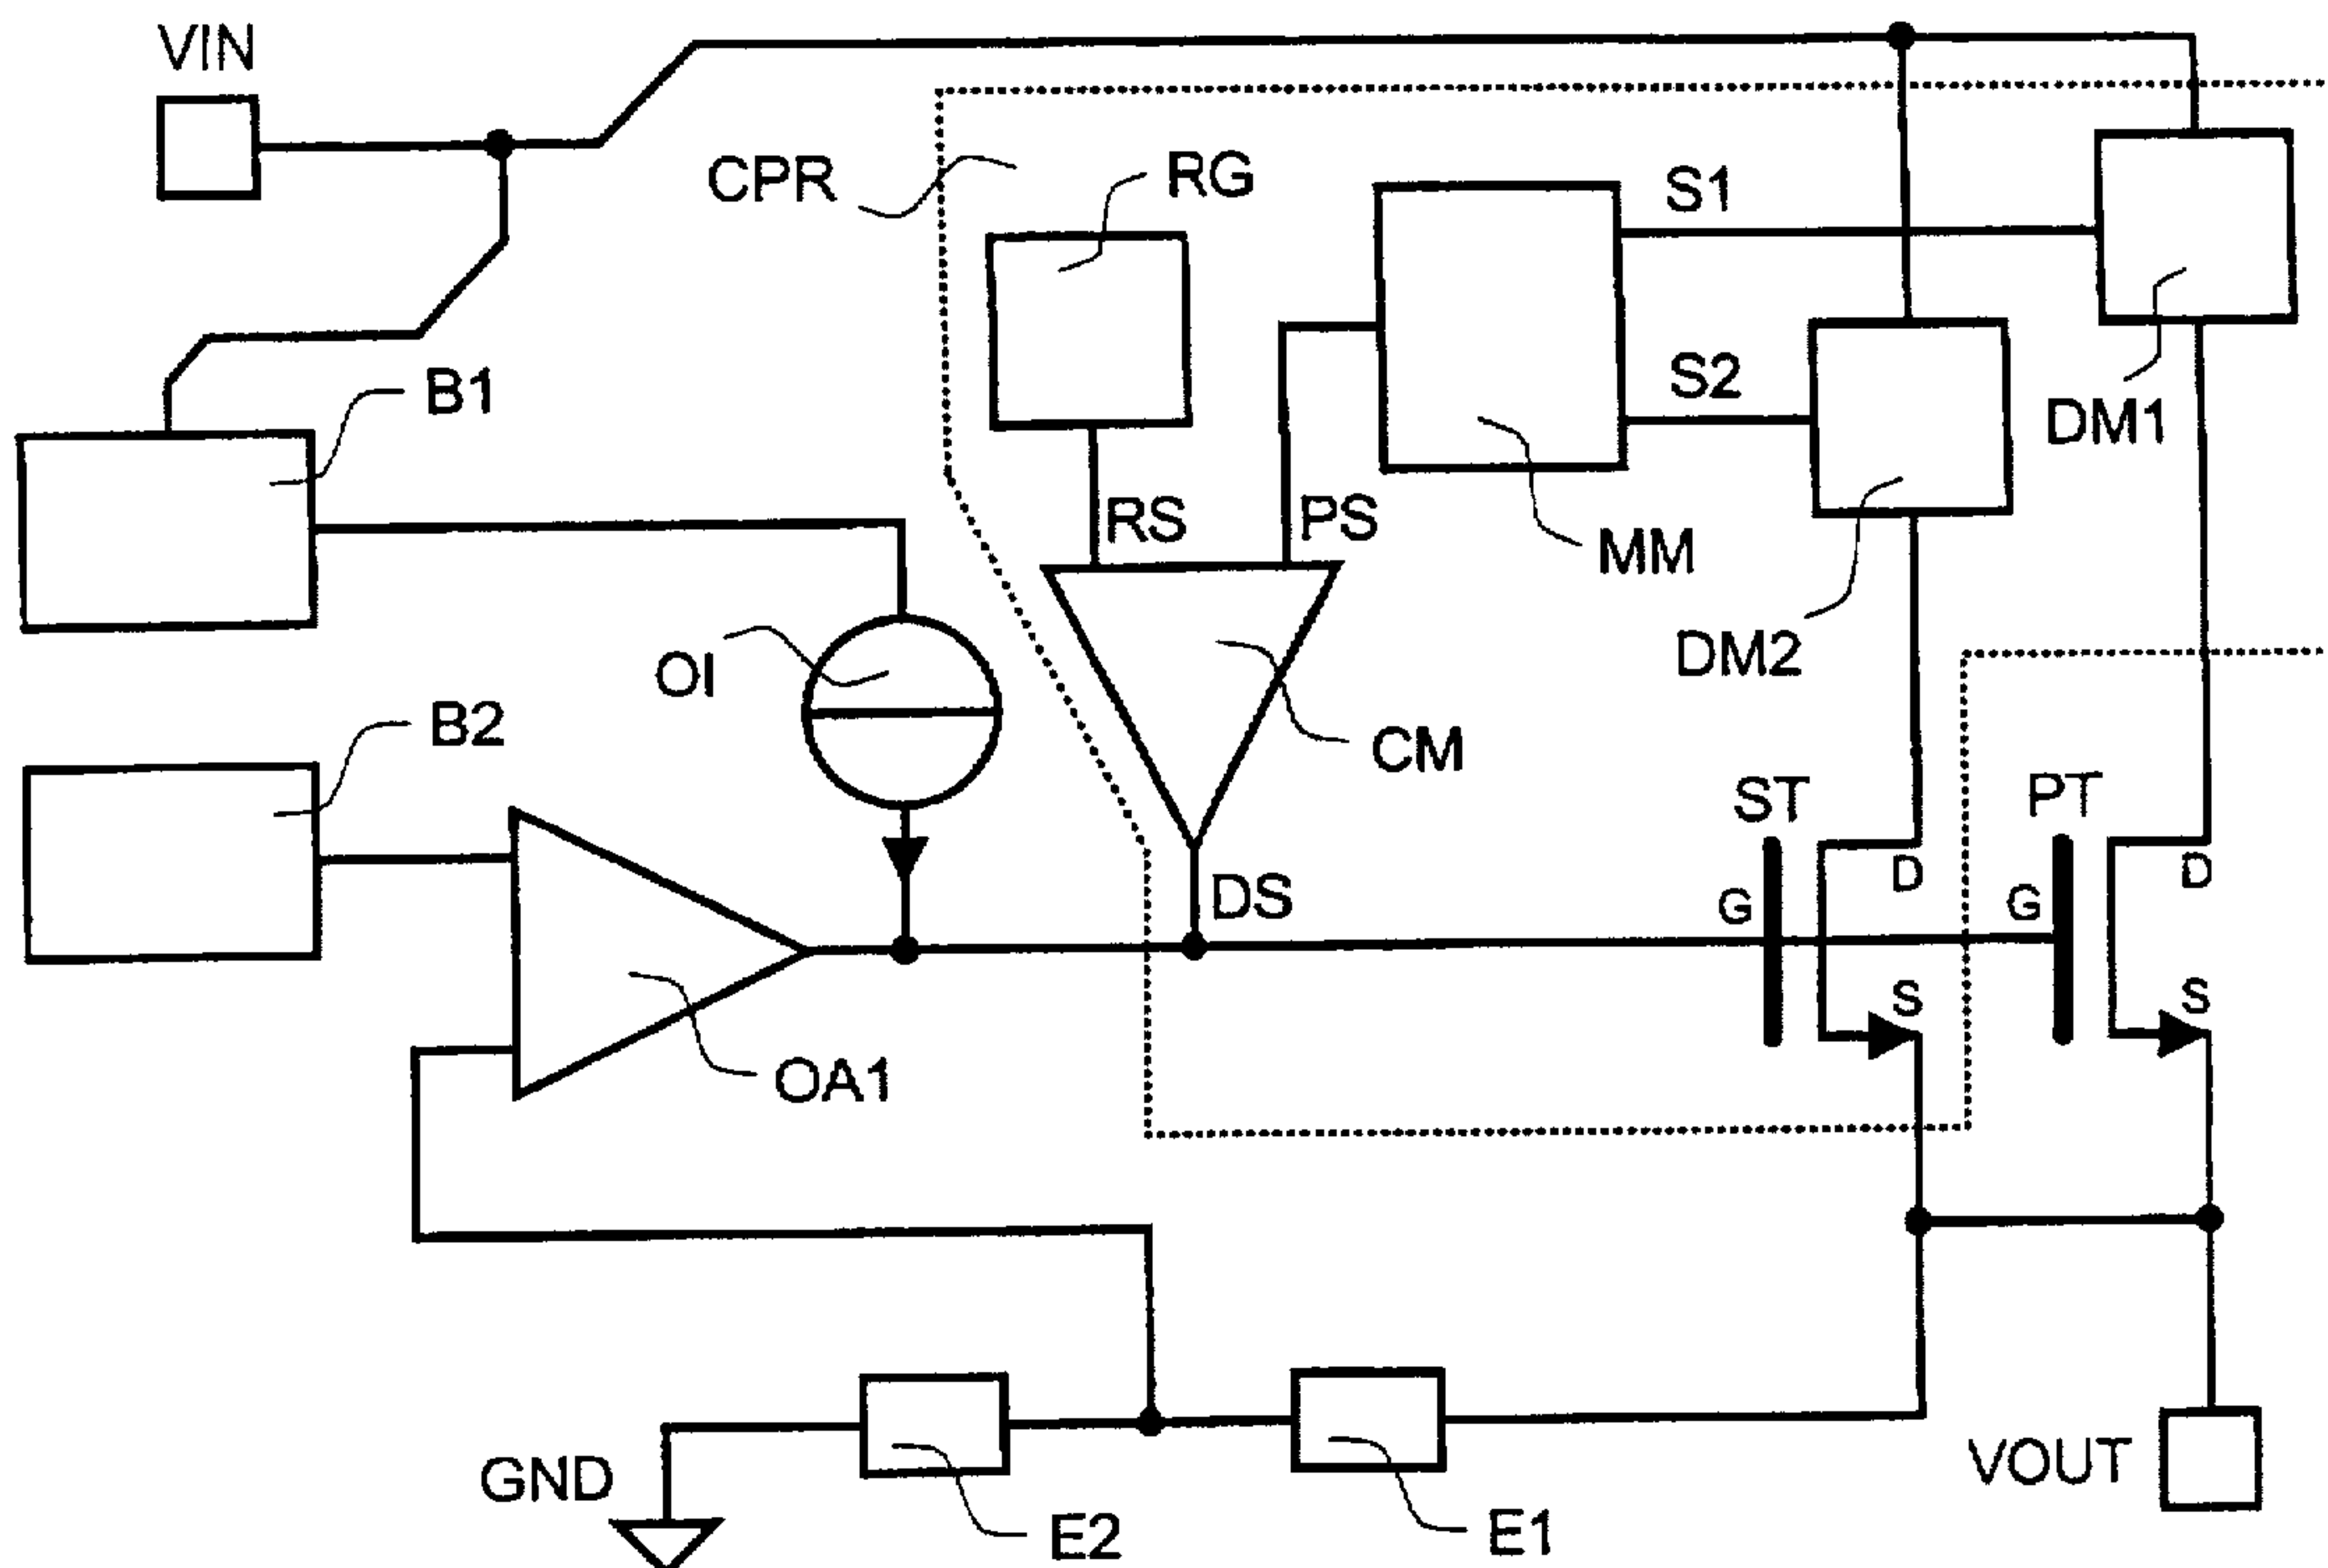 VIN
CPR
RG
S1
B1
S2
DM1
RS
PS
MM
OI
DM2
B2
CM
ST
PT
D
D
G
G
DS
S
S
OA1
GND
E2
E1
VOUT